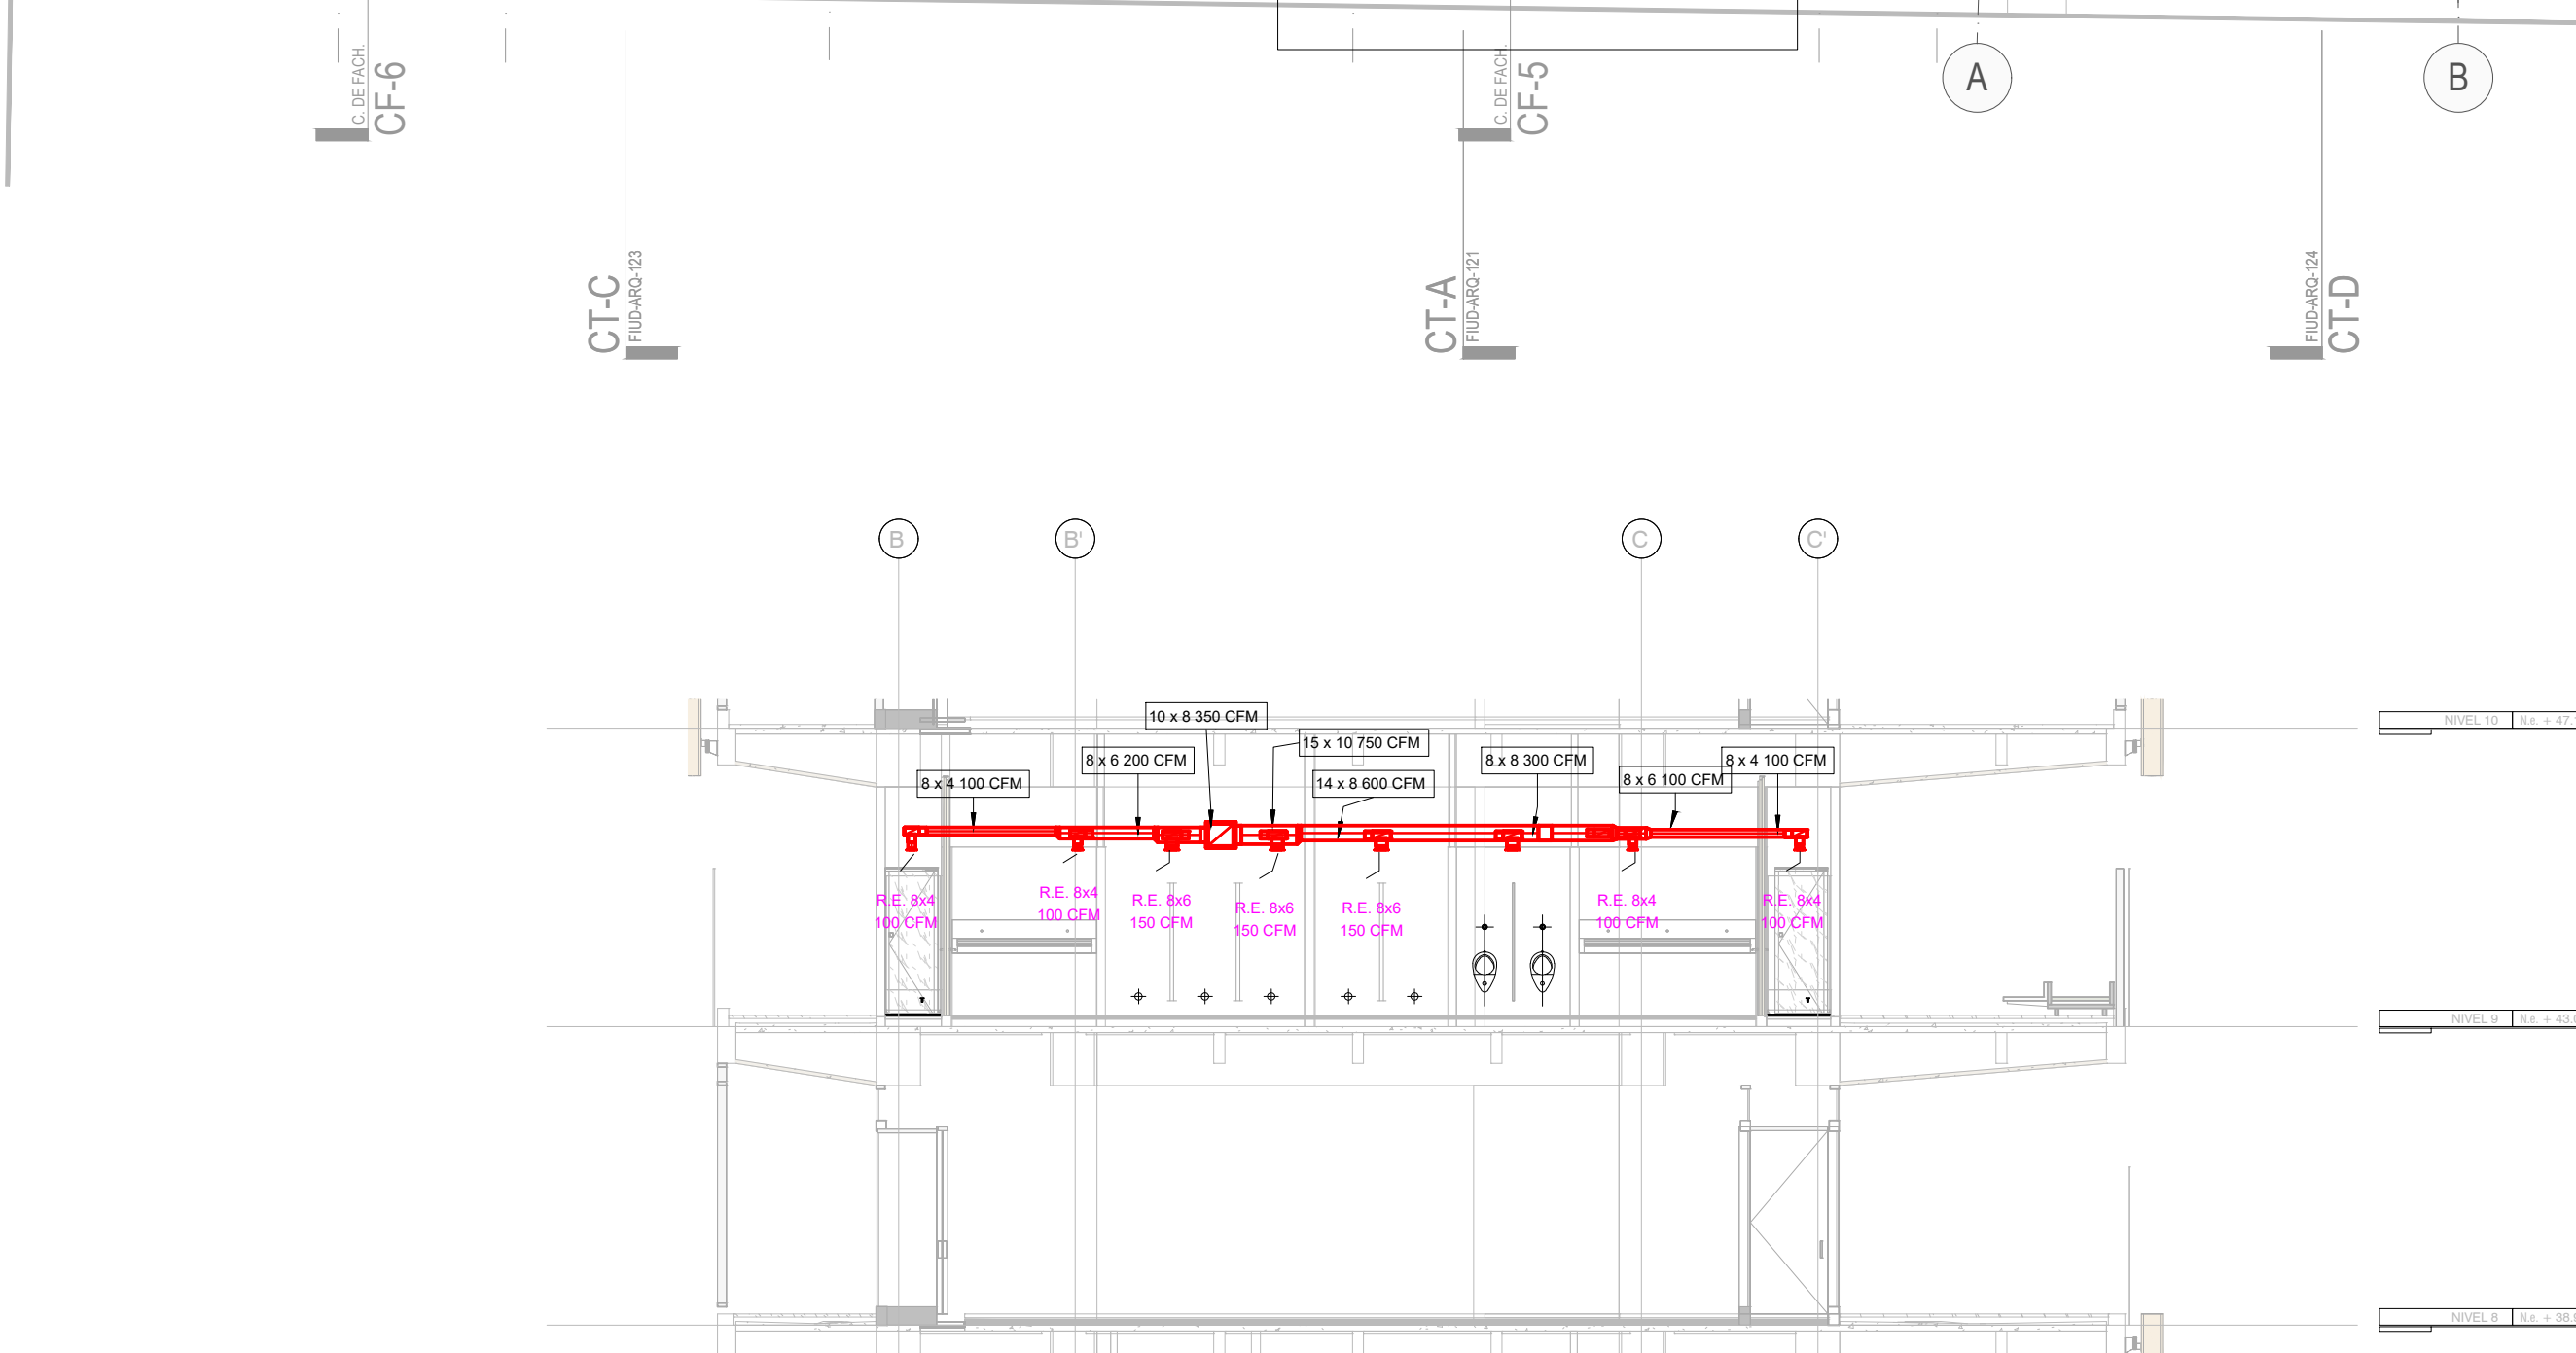 C. DE FACH.
CF-6
C. DE FACH.
CF-5
A
B
CT-C
FIUD-ARQ-123
CT-A
FIUD-ARQ-121
FIUD-ARQ-124
CT-D
B
B'
C
C'
10 x 8 350 CFM
15 x 10 750 CFM
8 x 6 200 CFM
8 x 8 300 CFM
8 x 4 100 CFM
8 x 4 100 CFM
14 x 8 600 CFM
8 x 6 100 CFM
R.E. 8x4
100 CFM
R.E. 8x4
100 CFM
R.E. 8x6
150 CFM
R.E. 8x6
150 CFM
R.E. 8x6
150 CFM
R.E. 8x4
100 CFM
R.E. 8x4
100 CFM
NIVEL 10 N.e. + 47.
NIVEL 9 N.e. + 43.
NIVEL 8 N.e. + 38.